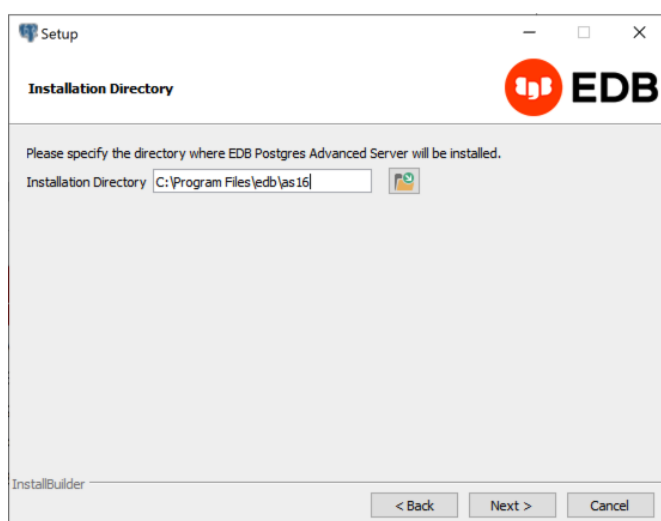 Setup
Installation Directory
EDB
Please specify the directory where EDB Postgres Advanced Server will be installed.
Installation Directory C:\Program Files\edb\as16
InstallBuilder
< Back Next > Cancel